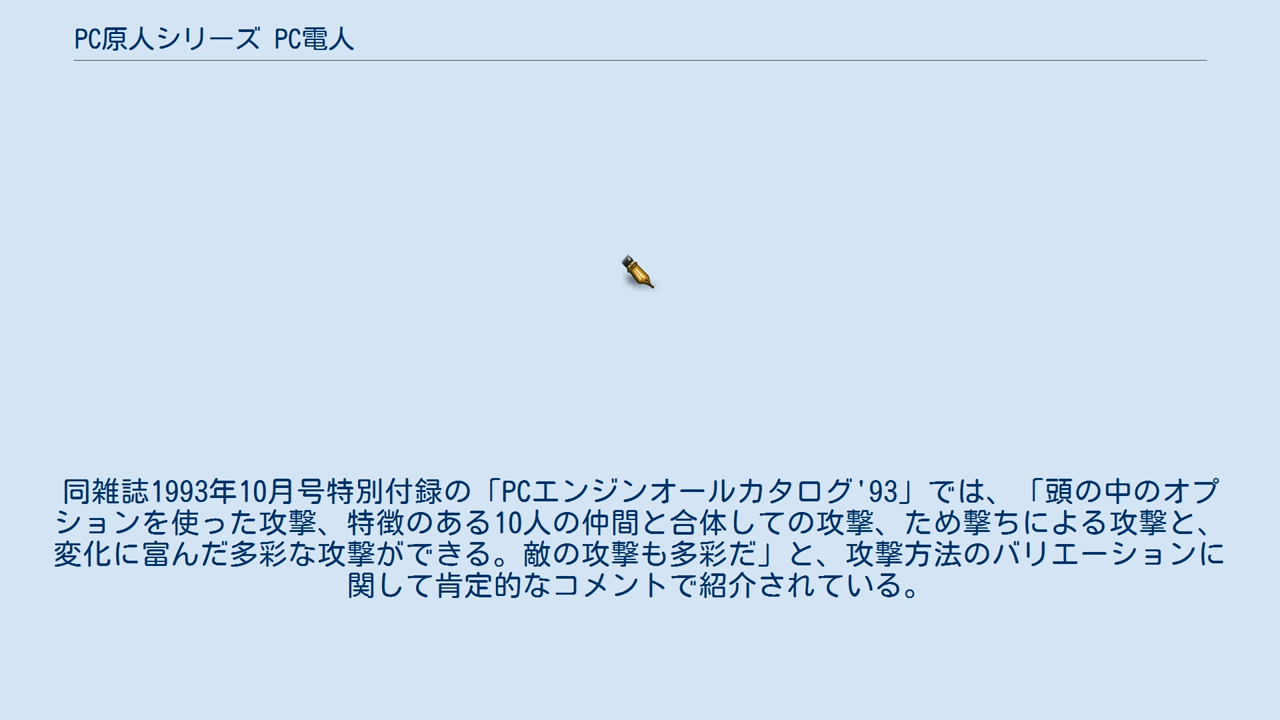 PC原人シリーズ PC電人
同雑誌1993年10月号特別付録の「PCエンジンオールカタログ'93」では、「頭の中のオプ
ションを使った攻撃、特徴のある10人の仲間と合体しての攻撃、ため撃ちによる攻撃と、
変化に富んだ多彩な攻撃ができる。敵の攻撃も多彩だ」と、攻撃方法のバリエーションに
関して肯定的なコメントで紹介されている。